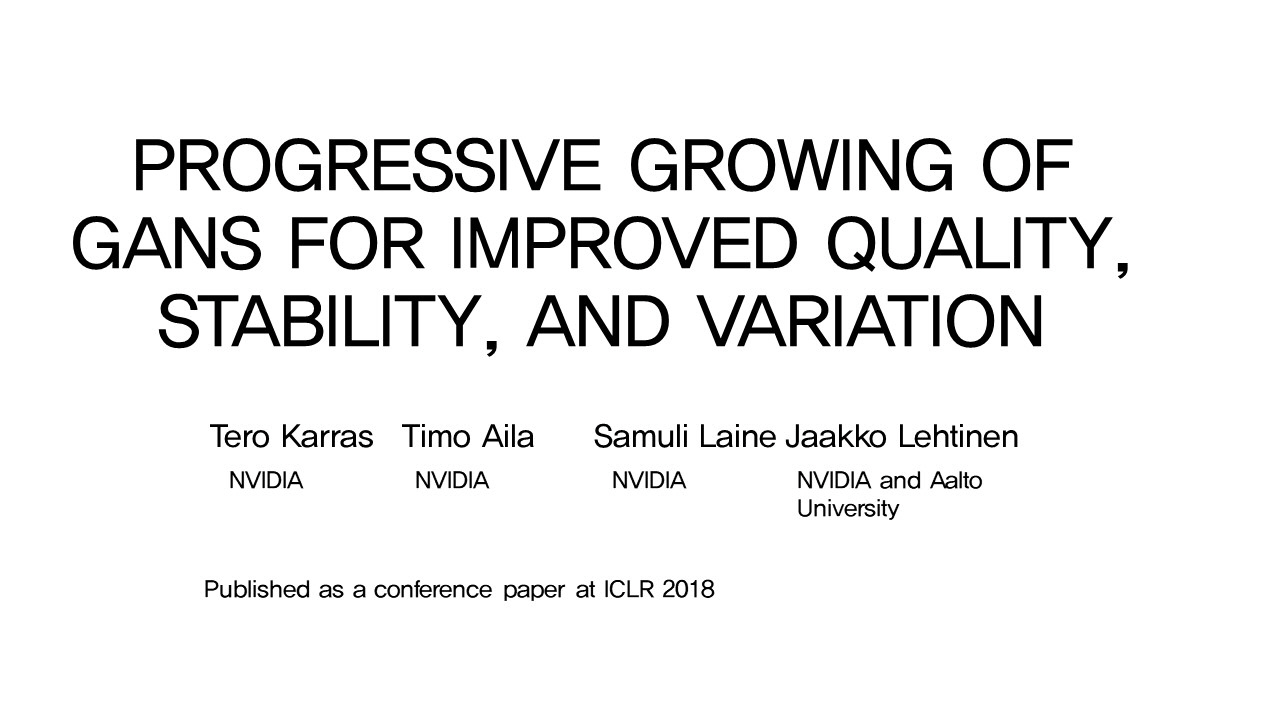 PROGRESSIVE GROWING OF
GANS FOR IMPROVED QUALITY,
STABILITY, AND VARIATION
Tero Karras Timo Aila Samuli Laine Jaakko Lehtinen
NVIDIA NVIDIA NVIDIA NVIDIA and Aalto
University
Published as a conference paper at ICLR 2018